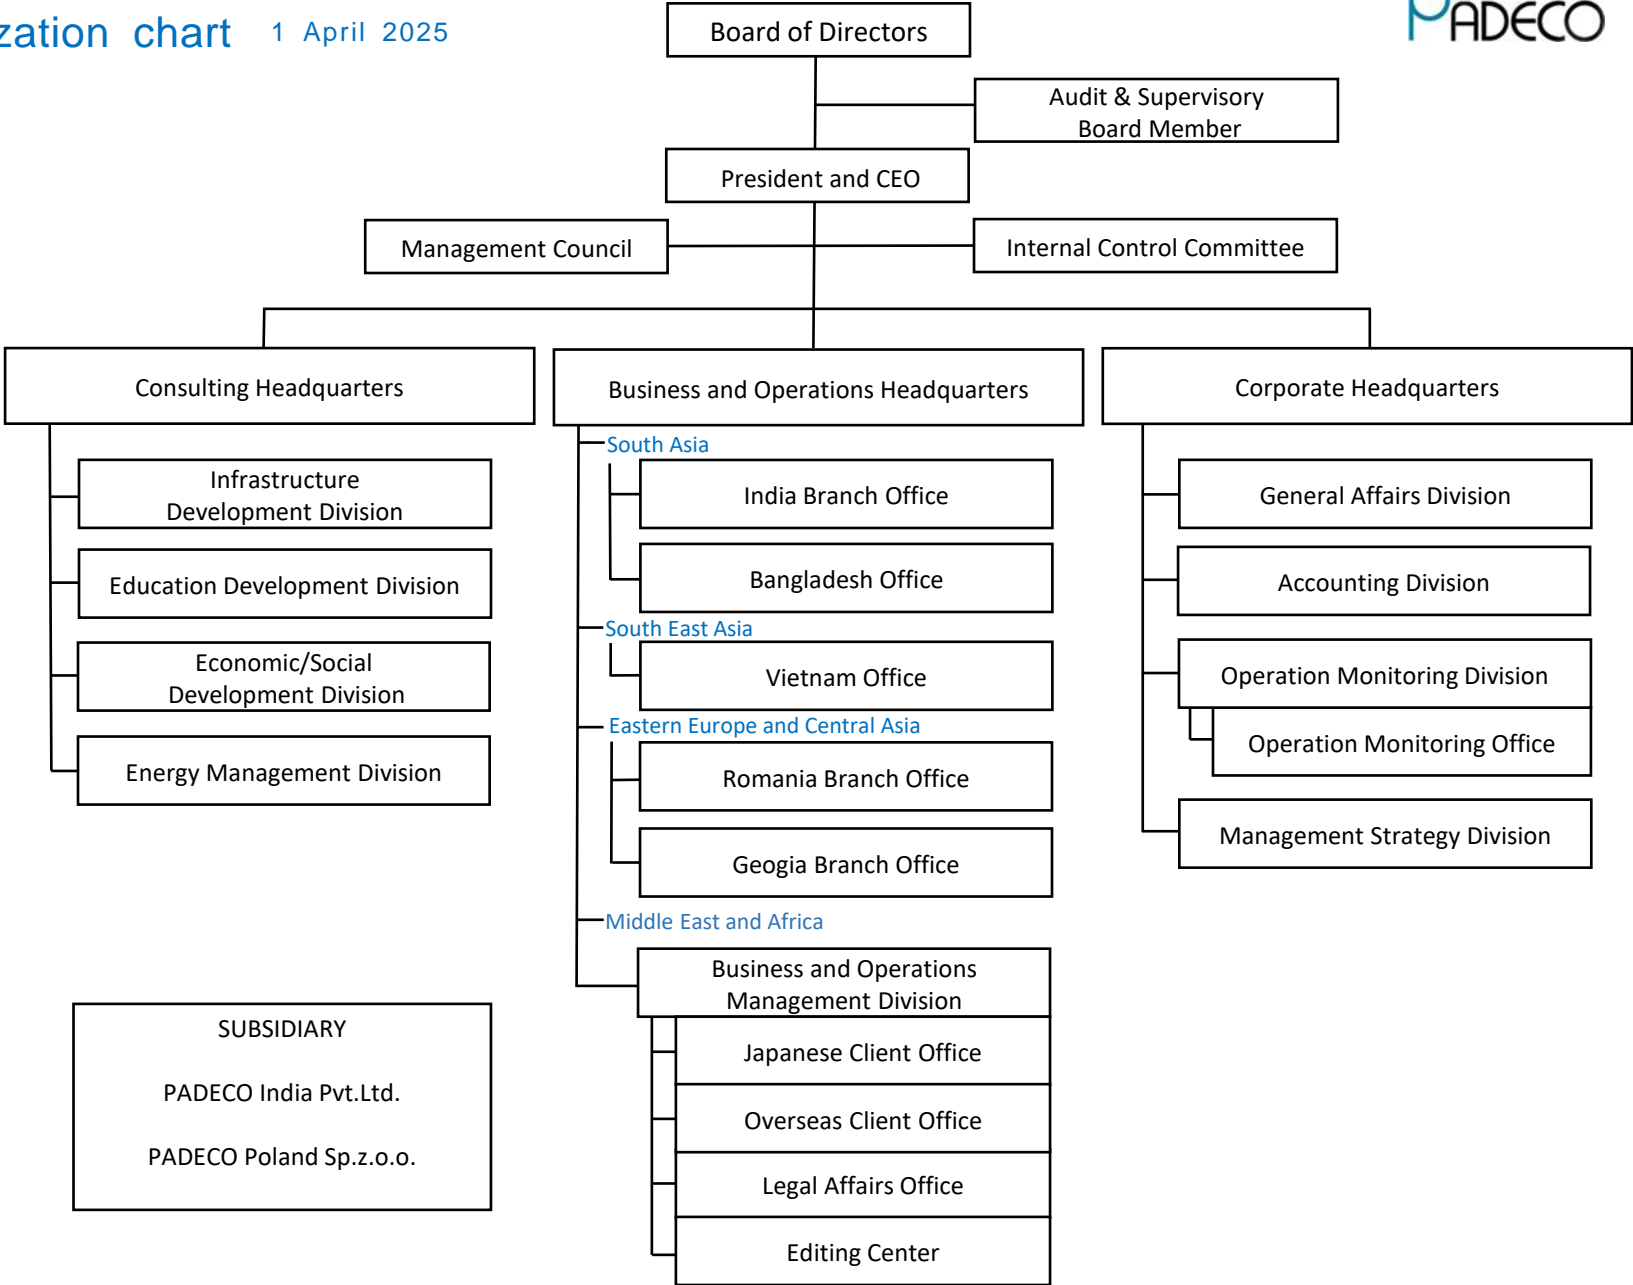 zation chart 1 April 2025
PADECO
Board of Directors
Audit & Supervisory
Board Member
President and CEO
Management Council
Internal Control Committee
Consulting Headquarters
Infrastructure
Development Division
Education Development Division
Economic/Social
Development Division
Energy Management Division
Business and Operations Headquarters
South Asia
India Branch Office
Bangladesh Office
South East Asia
Vietnam Office
Eastern Europe and Central Asia
Romania Branch Office
Geogia Branch Office
Middle East and Africa
Business and Operations
Management Division
Japanese Client Office
Overseas Client Office
Legal Affairs Office
Editing Center
Corporate Headquarters
General Affairs Division
Accounting Division
Operation Monitoring Division
Operation Monitoring Office
Management Strategy Division
SUBSIDIARY
PADECO India Pvt.Ltd.
PADECO Poland Sp.z.o.o.